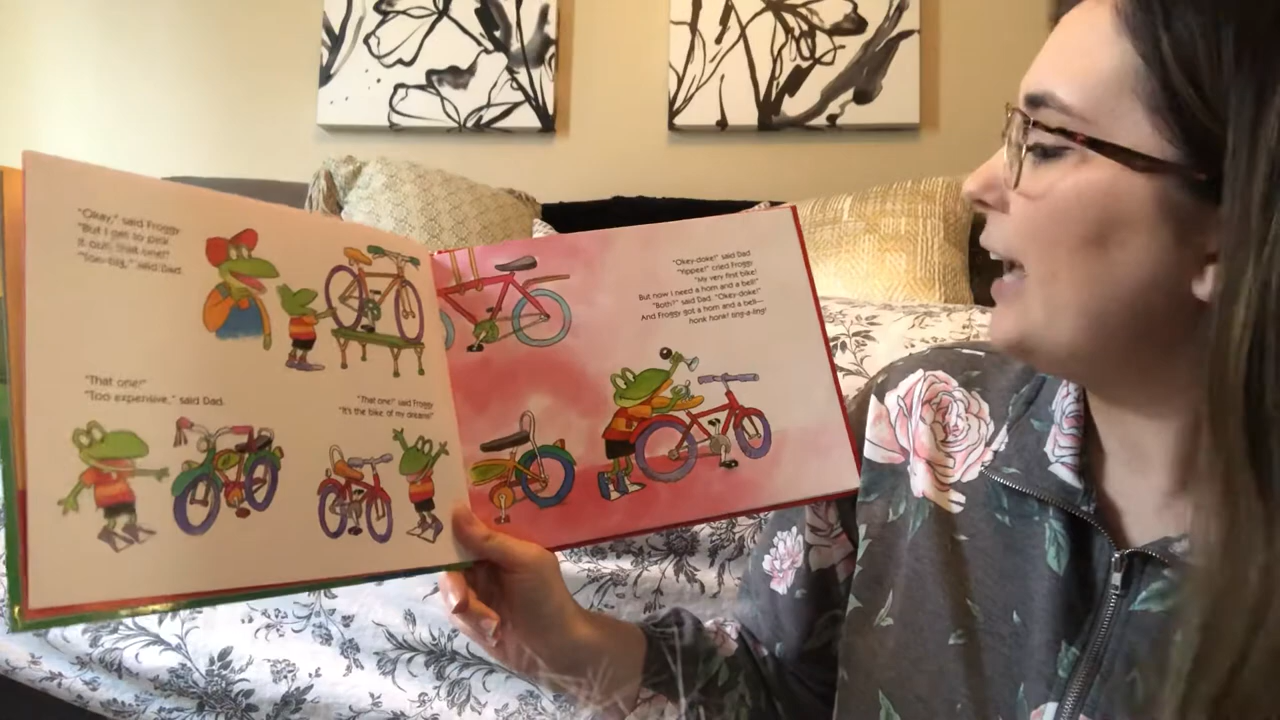 "Okay," said Froggy.
"But I get to pick
it out. That one!"
"Too big," said Dad.
"That one!"
"Too expensive," said Dad.
"That one!" said Froggy.
"It's the bike of my dreams!"
"Okey-doke!" said Dad.
"Yippee!" cried Froggy.
"My very first bike!
But now I need a horn and a bell!"
"Both?" said Dad. "Okey-doke!"
And Froggy got a horn and a bell—
honk honk! sing-a-ling!